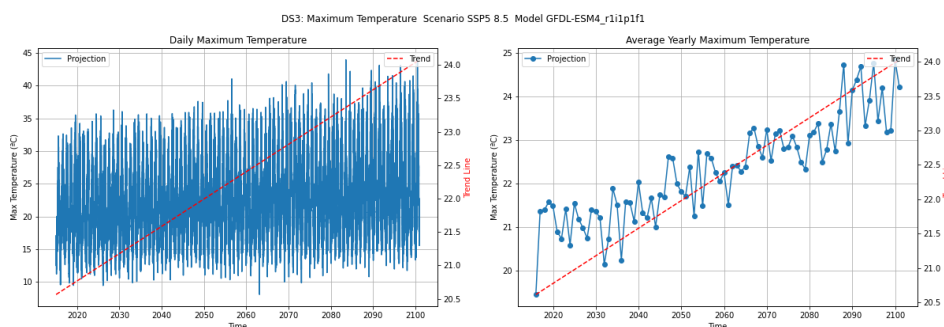 DS3: Maximum Temperature Scenario SSP5 8.5 Model GFDL-ESM4_r1i1p1f1
Daily Maximum Temperature
Projection
Trend
Max Temperature (ºC)
45
40
35
30
25
20
15
10
24.0
23.5
23.0
22.5
22.0
21.5
21.0
20.5
Trend Line
2020 2030 2040 2050 2060 2070 2080 2090 2100
Time
Average Yearly Maximum Temperature
Projection
Trend
Max Temperature (ºC)
25
24
23
22
21
20
24.0
23.5
23.0
22.5
22.0
21.5
21.0
20.5
2020 2030 2040 2050 2060 2070 2080 2090 2100
Time